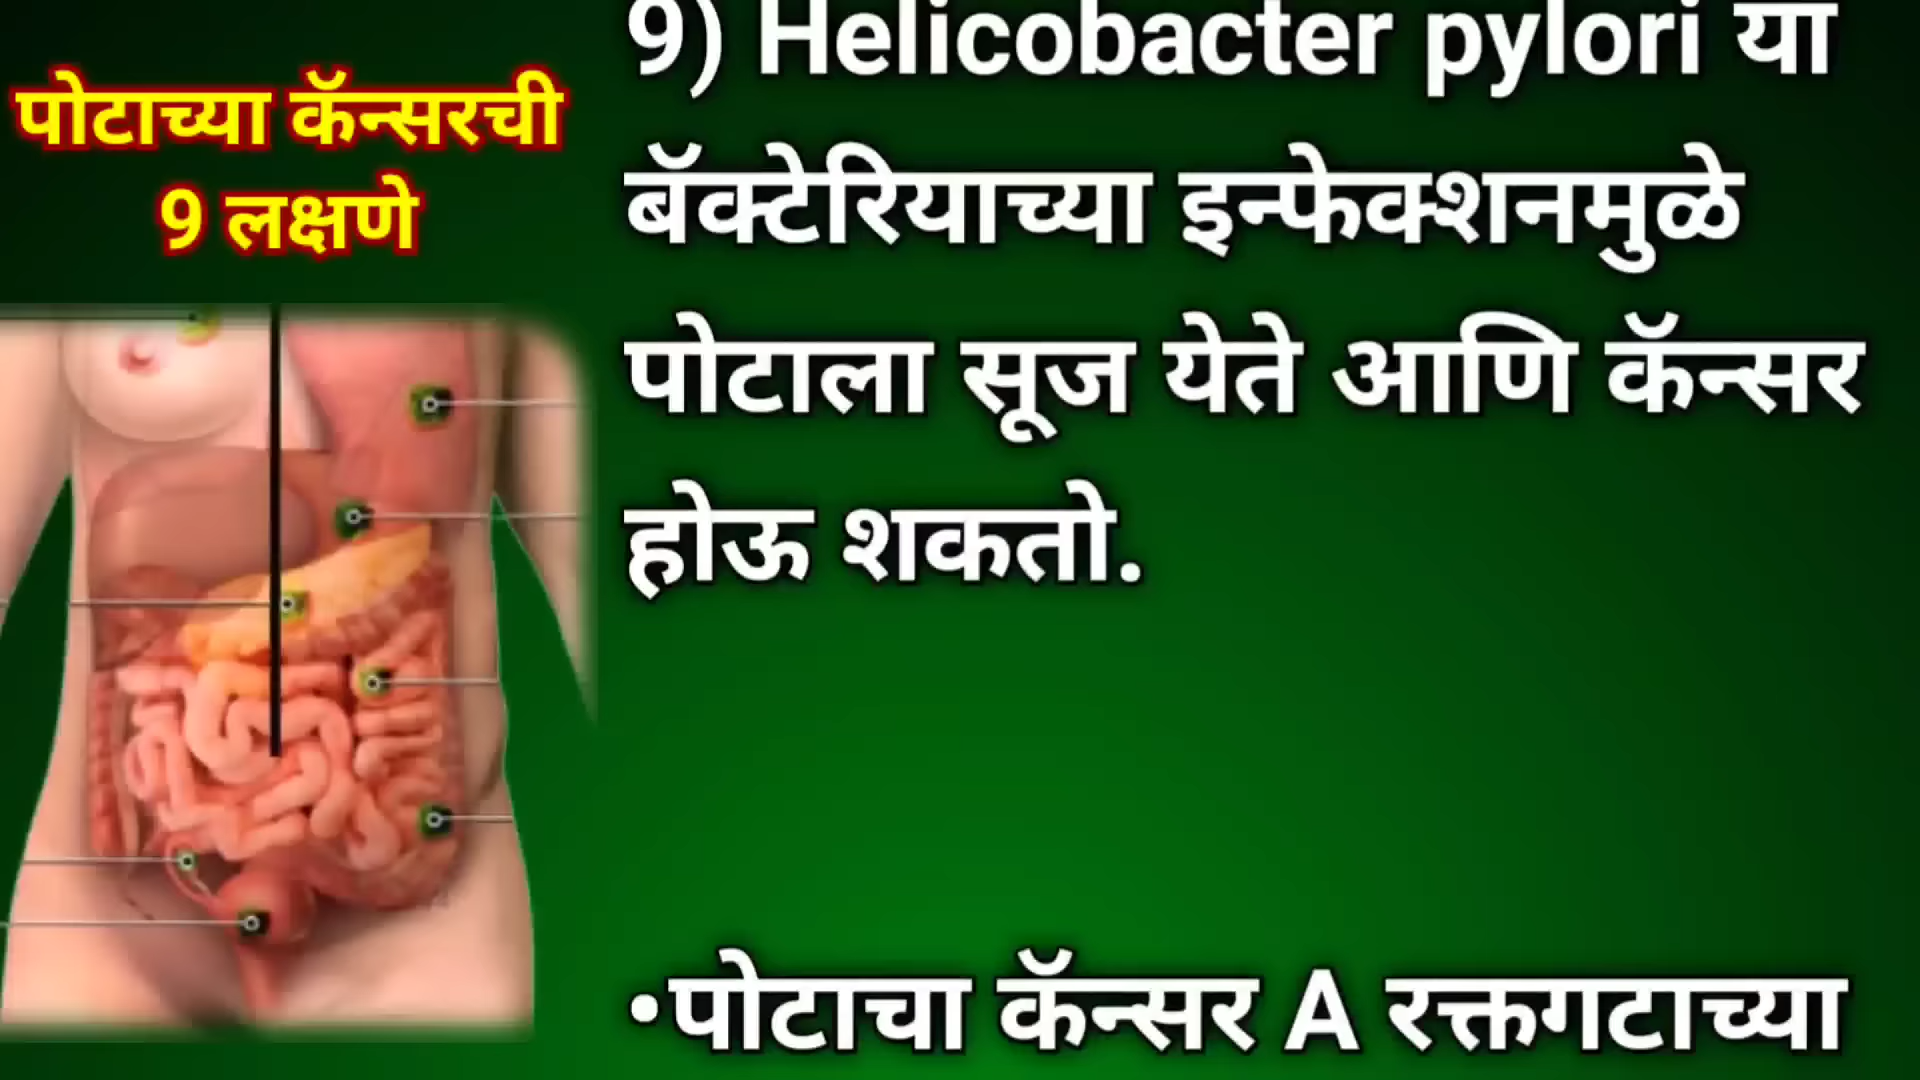 पोटाच्या कॅन्सरची
9 लक्षणे
9) Helicobacter pylori या
बॅक्टेरियाच्या इन्फेक्शनमुळे
पोटाला सूज येते आणि कॅन्सर
होऊ शकतो.
•पोटाचा कॅन्सर A रक्तगटाच्या